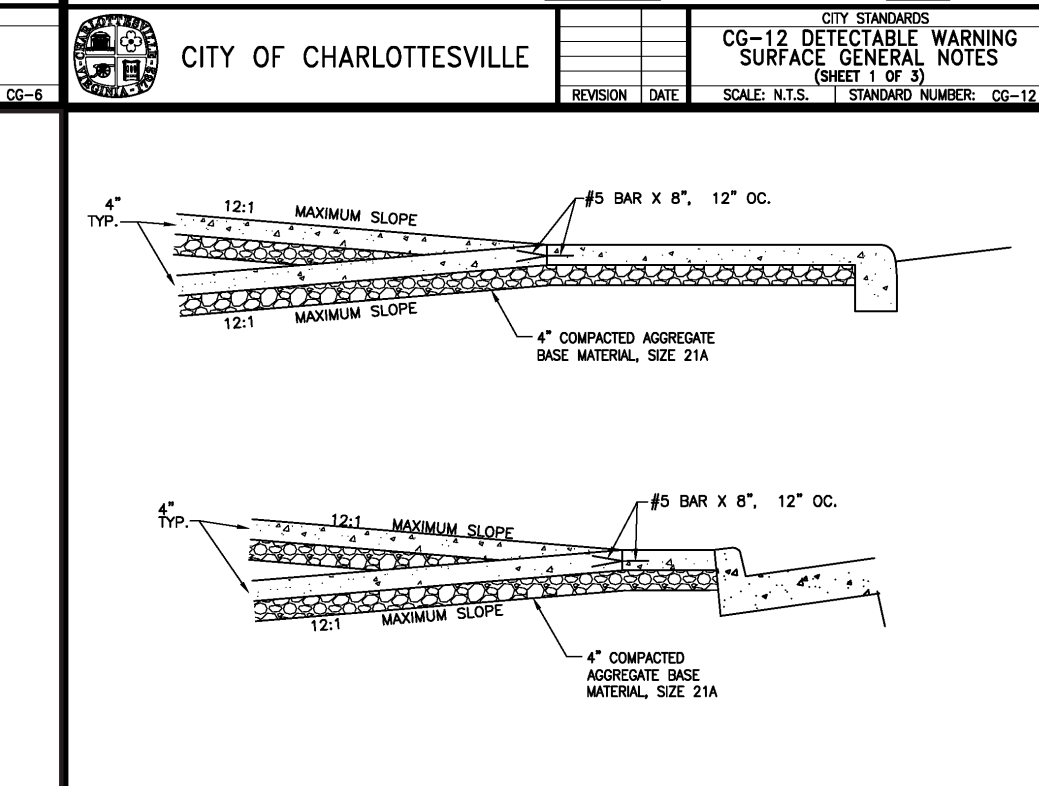 CG-6
CHARLOTTESVILLE
VIRGINIA - 1762
CITY OF CHARLOTTESVILLE
REVISION DATE
CITY STANDARDS
CG-12 DETECTABLE WARNING
SURFACE GENERAL NOTES
(SHEET 1 OF 3)
SCALE: N.T.S. STANDARD NUMBER: CG-12
4"
TYP.
12:1 MAXIMUM SLOPE
#5 BAR X 8", 12" OC.
12:1 MAXIMUM SLOPE
4" COMPACTED AGGREGATE
BASE MATERIAL, SIZE 21A
4"
TYP.
12:1 MAXIMUM SLOPE
#5 BAR X 8", 12" OC.
12:1 MAXIMUM SLOPE
4" COMPACTED
AGGREGATE BASE
MATERIAL, SIZE 21A